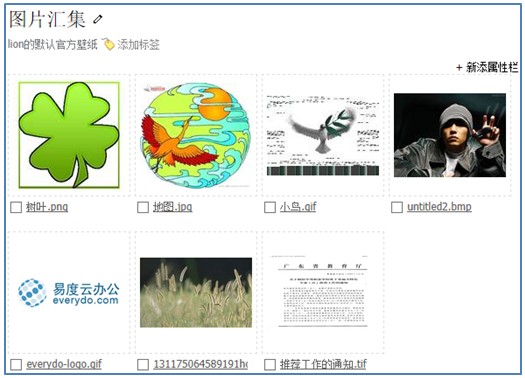 图片汇集
lion的默认官方壁纸 添加标签
+ 新添属性栏
树叶.png
地图.jpg
小鸟.gif
untitled2.bmp
易度云办公
everydo.com
广东省教育厅
everydo-logo.gif
131175064589191h
推荐工作的通知.tif